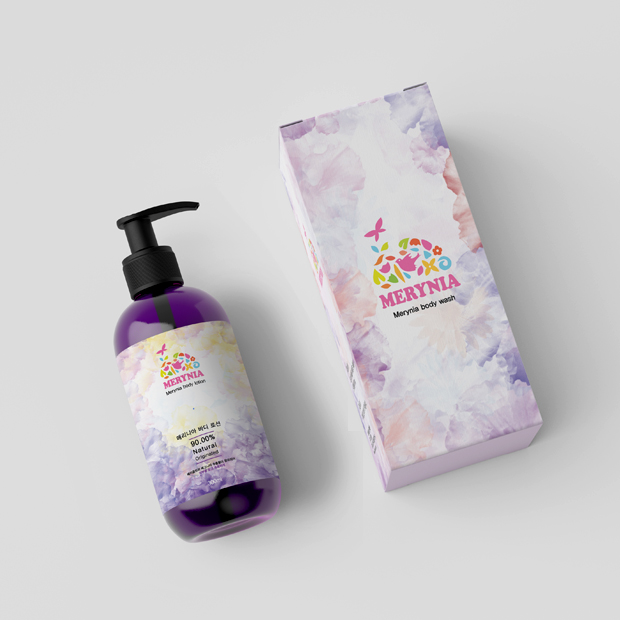 MERYNIA
Merynia body lotion
메리니아 바디 로션
90.00%
Natural
Originated
MERYNIA
Merynia body wash